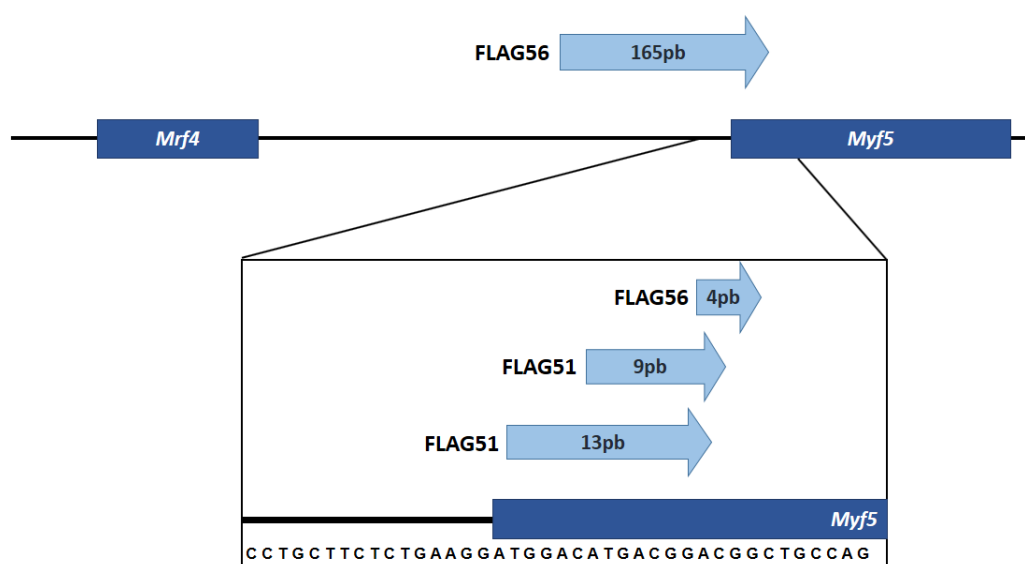 FLAG56 165pb
Mrf4 Myf5
FLAG56 4pb
FLAG51 9pb
FLAG51 13pb
Myf5
CCTGCTTCTCTGAAGGATGGACATGACGGACGGCTGCCAG